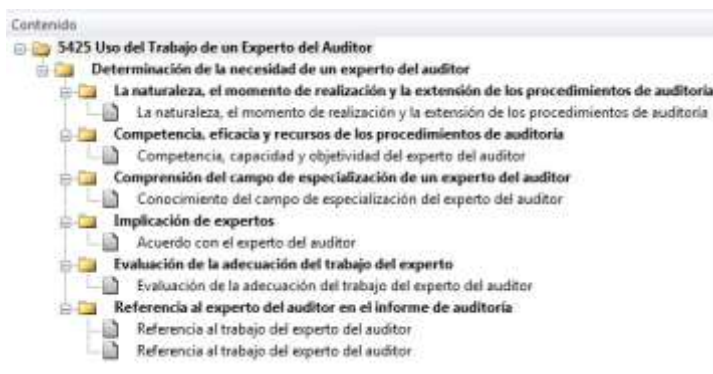 Contenido
5425 Uso del Trabajo de un Experto del Auditor
Determinación de la necesidad de un experto del auditor
La naturaleza, el momento de realización y la extensión de los procedimientos de auditoría
La naturaleza, el momento de realización y la extensión de los procedimientos de auditoría
Competencia, eficacia y recursos de los procedimientos de auditoría
Competencia, capacidad y objetividad del experto del auditor
Comprensión del campo de especialización de un experto del auditor
Conocimiento del campo de especialización del experto del auditor
Implicación de expertos
Acuerdo con el experto del auditor
Evaluación de la adecuación del trabajo del experto
Evaluación de la adecuación del trabajo del experto del auditor
Referencia al experto del auditor en el informe de auditoría
Referencia al trabajo del experto del auditor
Referencia al trabajo del experto del auditor